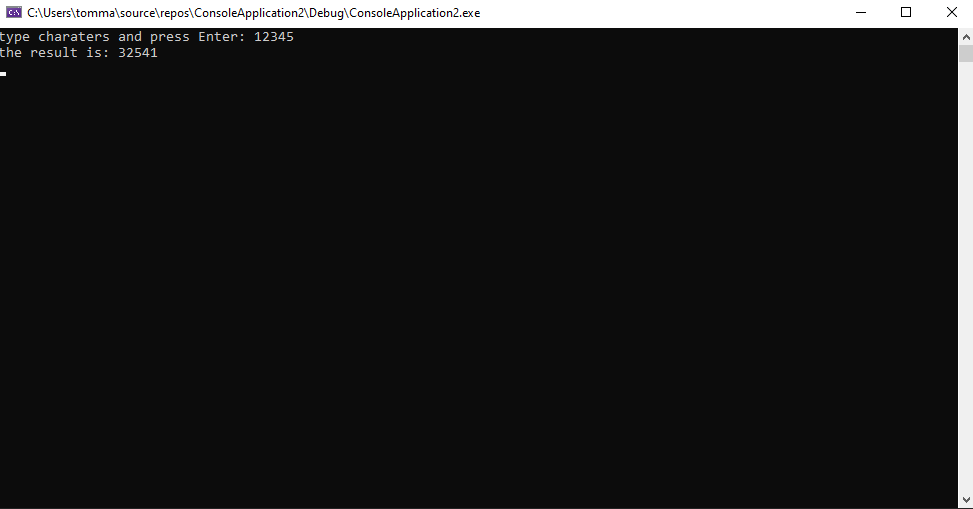 C:\Users\tomma\source\repos\ConsoleApplication2\Debug\ConsoleApplication2.exe
type charaters and press Enter: 12345
the result is: 32541